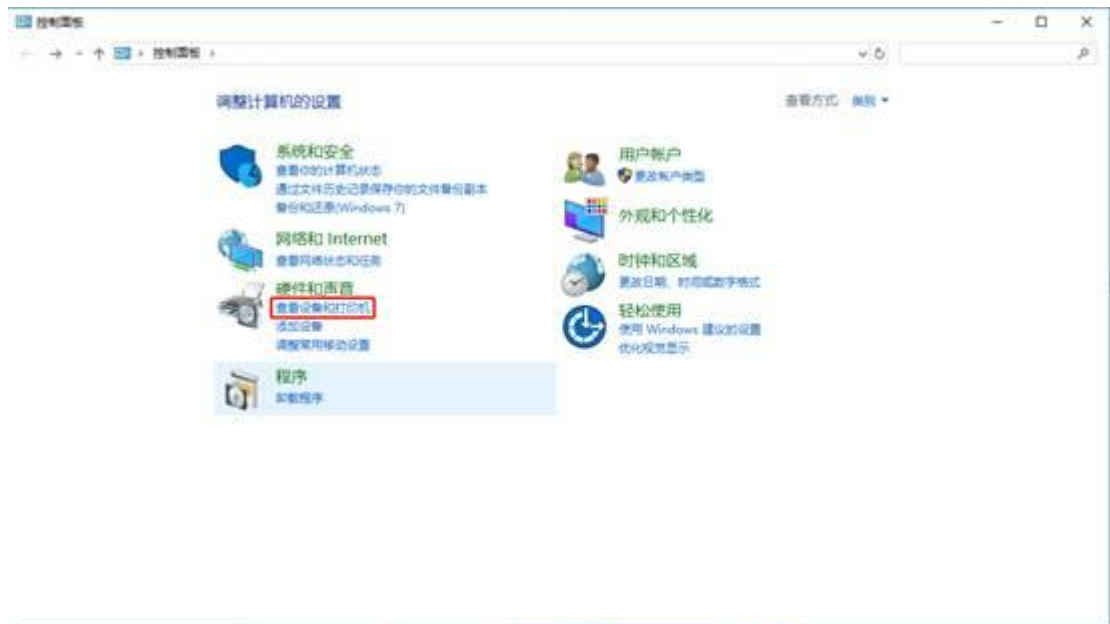 控制面板
控制面板
调整计算机的设置
查看方式: 类别
系统和安全
查看你的计算机状态
通过文件历史记录保存你的文件备份副本
备份和还原(Windows 7)
网络和 Internet
查看网络状态和任务
硬件和声音
查看设备和打印机
添加设备
调整常用移动设置
程序
卸载程序
用户帐户
更改帐户类型
外观和个性化
时钟和区域
更改日期、时间或数字格式
轻松使用
使用 Windows 建议的设置
优化视觉显示